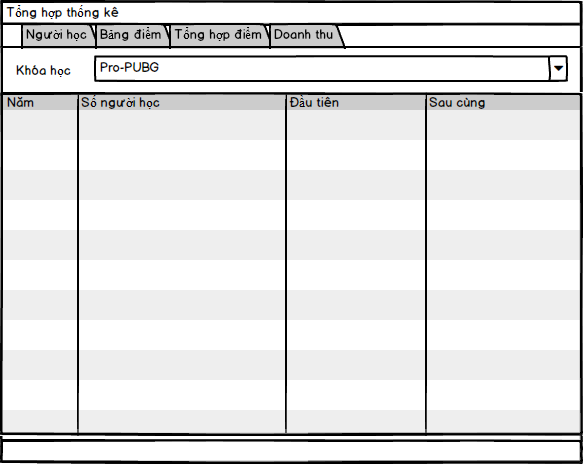 Tổng hợp thống kê
Người học Bảng điểm Tổng hợp điểm Doanh thu
Khóa học Pro-PUBG
Năm Số người học Đầu tiên Sau cùng